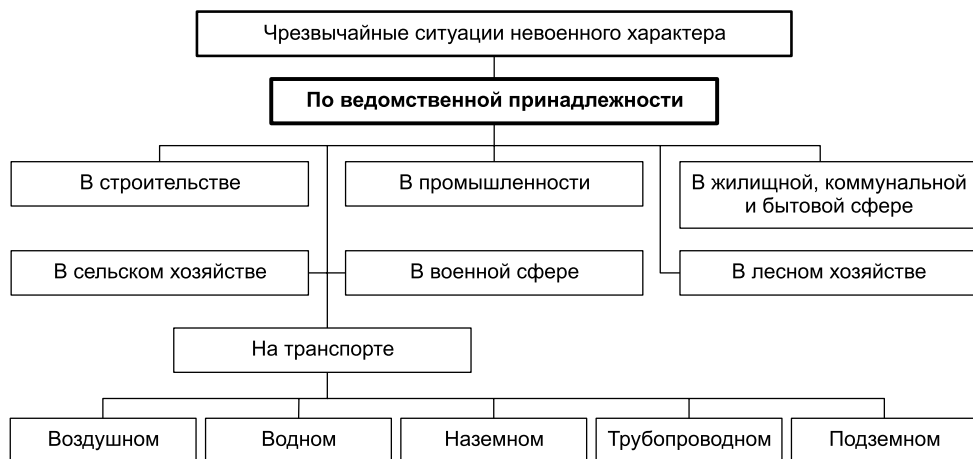 Чрезвычайные ситуации невоенного характера
По ведомственной принадлежности
В строительстве
В промышленности
В жилищной, коммунальной
и бытовой сфере
В сельском хозяйстве
В военной сфере
В лесном хозяйстве
На транспорте
Воздушном
Водном
Наземном
Трубопроводном
Подземном